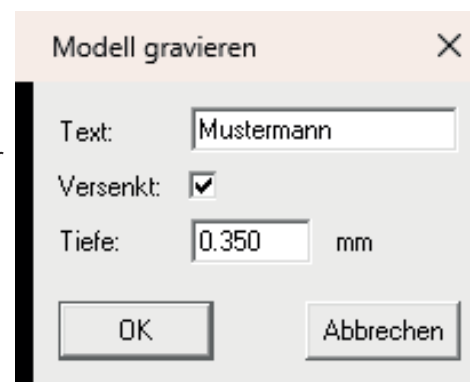 Modell gravieren
Text: Mustermann
Versenkt:
Tiefe: 0.350 mm
OK Abbrechen